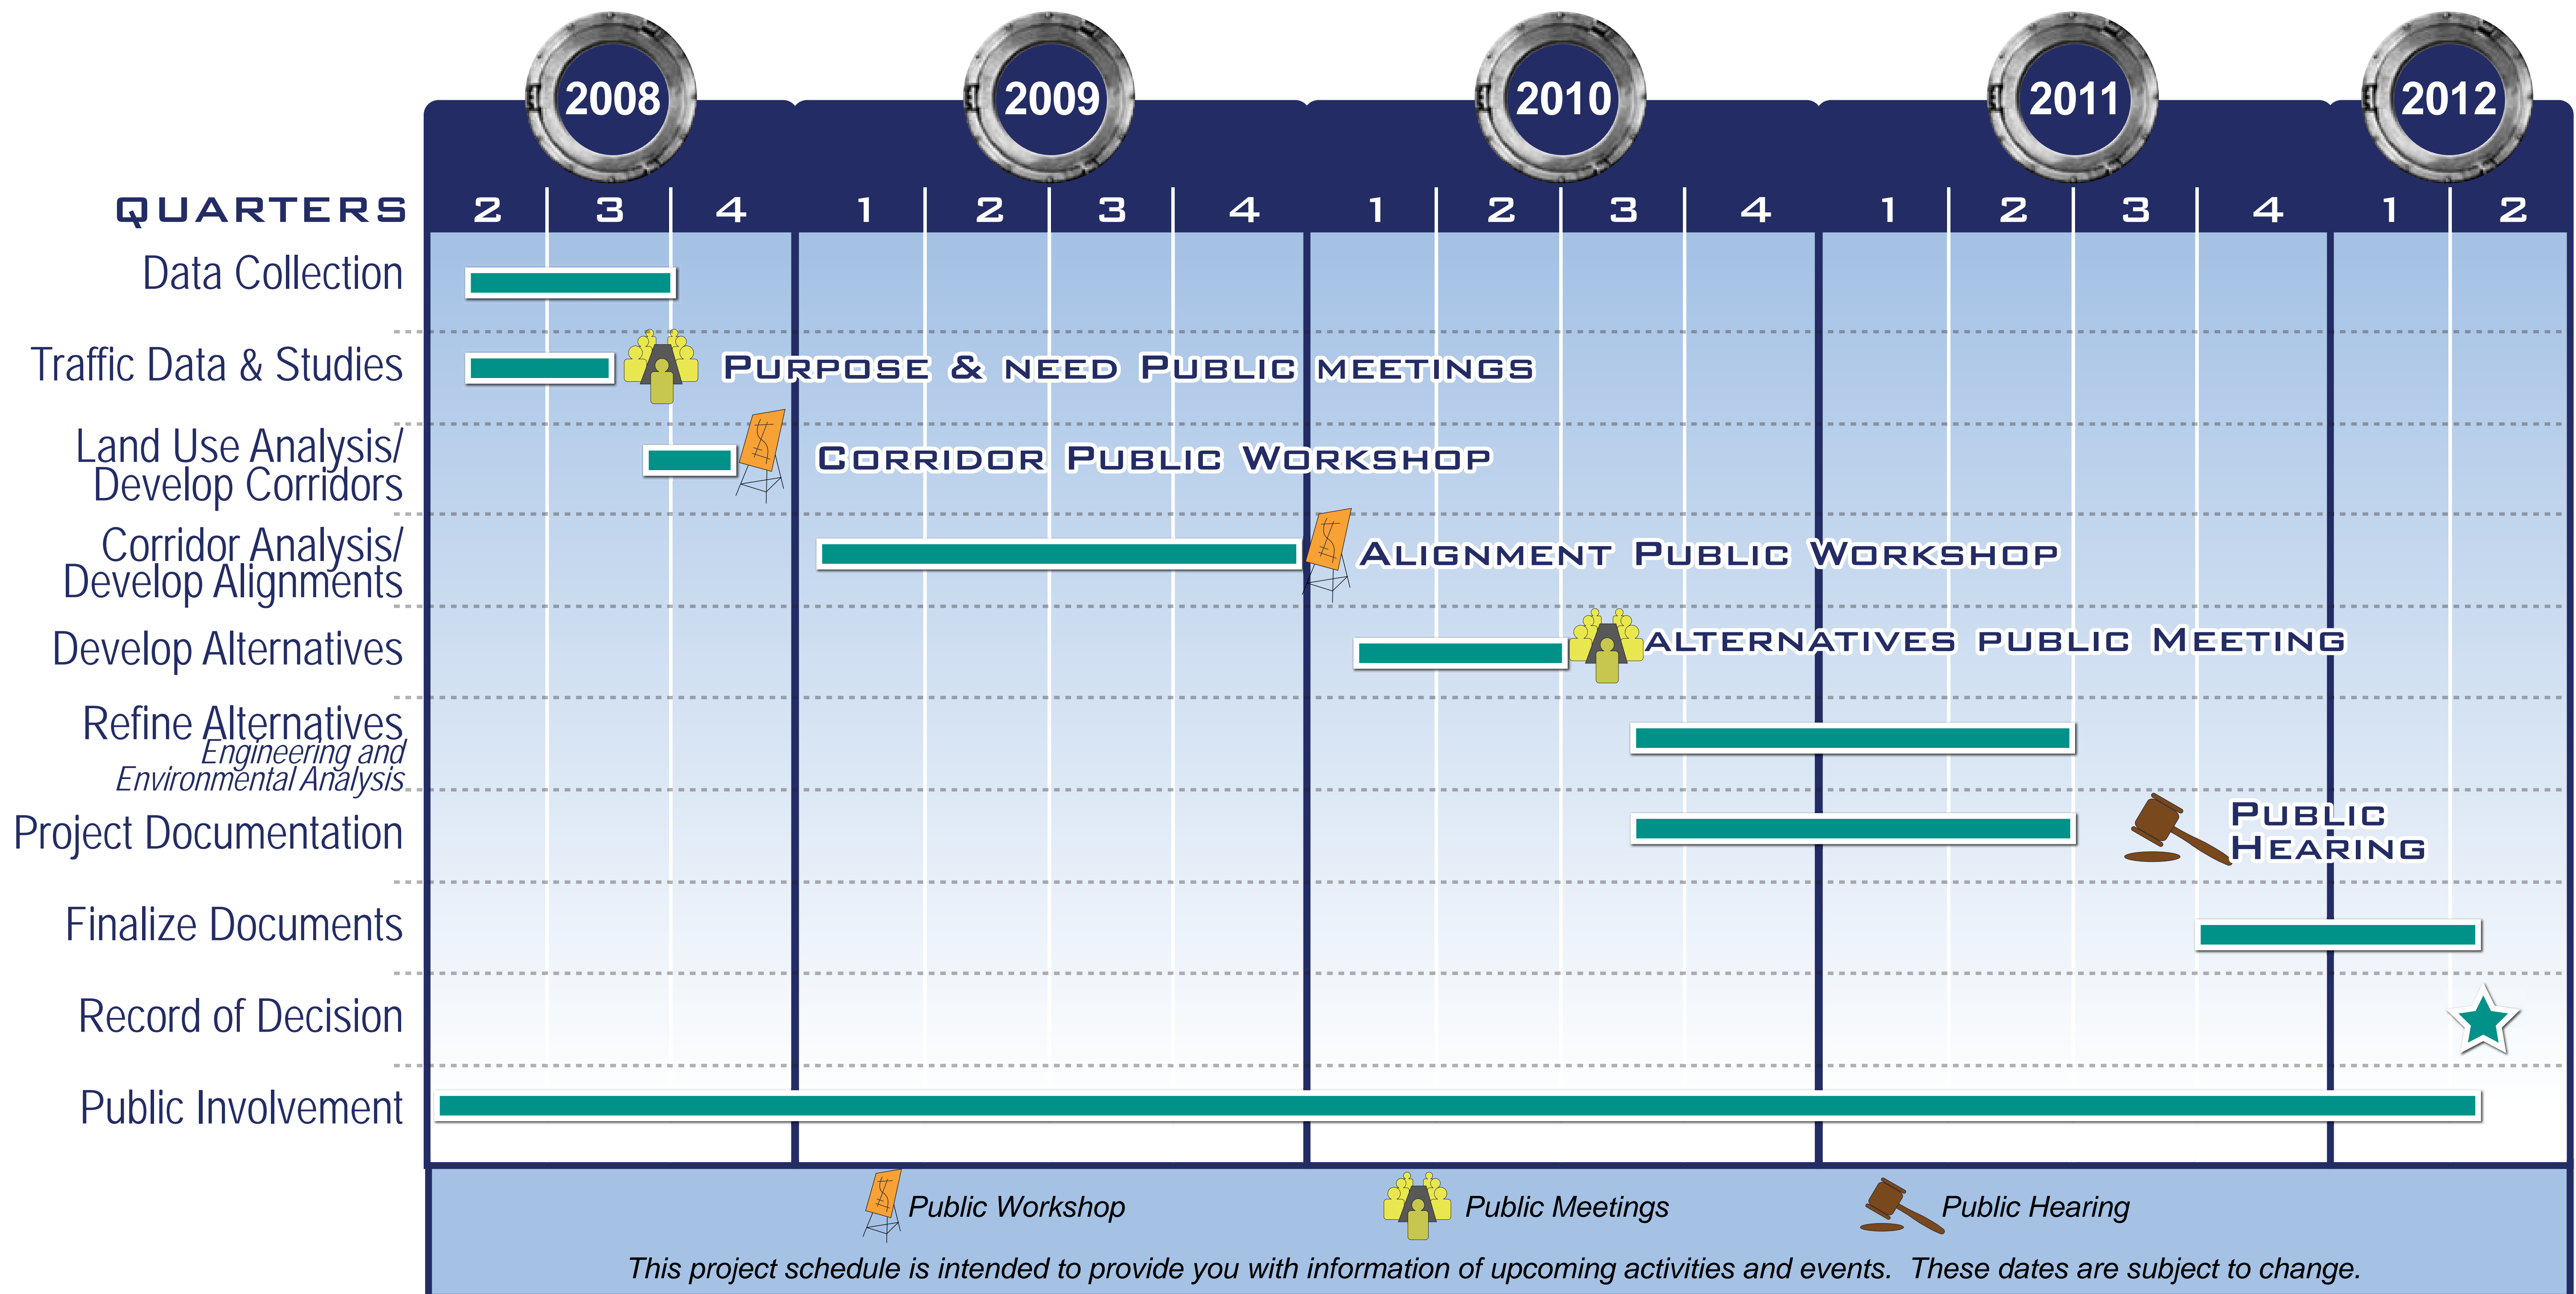 2008 2009 2010 2011 2012
QUARTERS 2 3 4 1 2 3 4 1 2 3 4 1 2 3 4 1 2
Data Collection
Traffic Data & Studies
PURPOSE & NEED PUBLIC MEETINGS
Land Use Analysis/
Develop Corridors
CORRIDOR PUBLIC WORKSHOP
Corridor Analysis/
Develop Alignments
ALIGNMENT PUBLIC WORKSHOP
Develop Alternatives
ALTERNATIVES PUBLIC MEETING
Refine Alternatives
Engineering and
Environmental Analysis
Project Documentation
PUBLIC
HEARING
Finalize Documents
Record of Decision
Public Involvement
Public Workshop Public Meetings Public Hearing
This project schedule is intended to provide you with information of upcoming activities and events. These dates are subject to change.